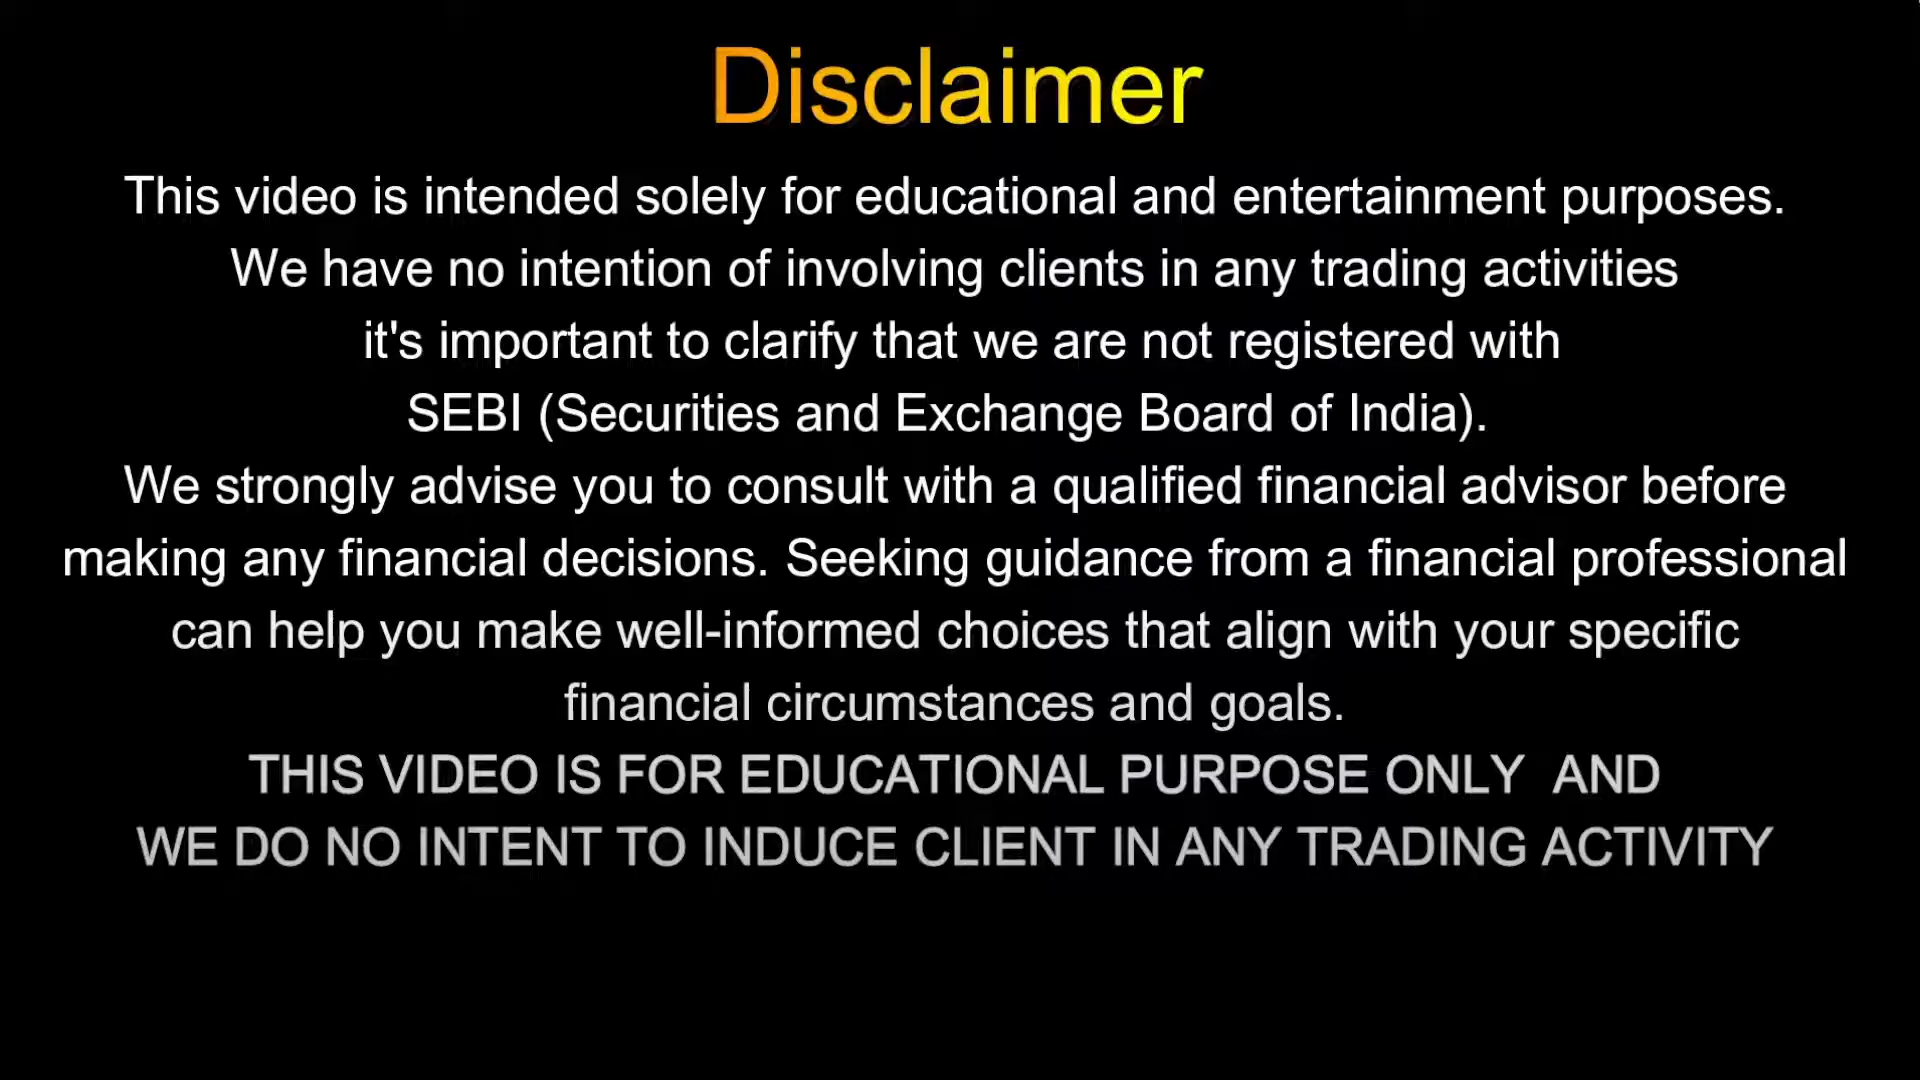 Disclaimer
This video is intended solely for educational and entertainment purposes.
We have no intention of involving clients in any trading activities
it's important to clarify that we are not registered with
SEBI (Securities and Exchange Board of India).
We strongly advise you to consult with a qualified financial advisor before
making any financial decisions. Seeking guidance from a financial professional
can help you make well-informed choices that align with your specific
financial circumstances and goals.
THIS VIDEO IS FOR EDUCATIONAL PURPOSE ONLY  AND
WE DO NO INTENT TO INDUCE CLIENT IN ANY TRADING ACTIVITY